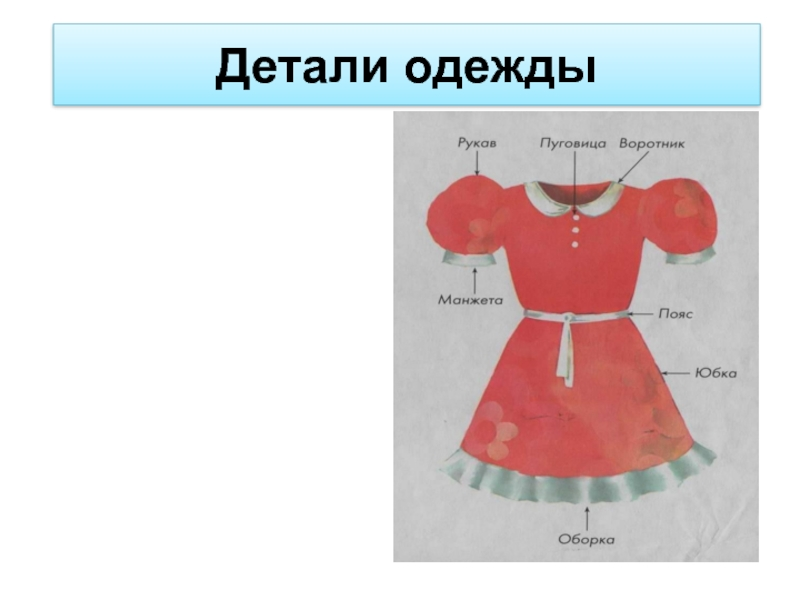 Детали одежды
Рукав Пуговица Воротник
Манжета
Пояс
Юбка
Оборка